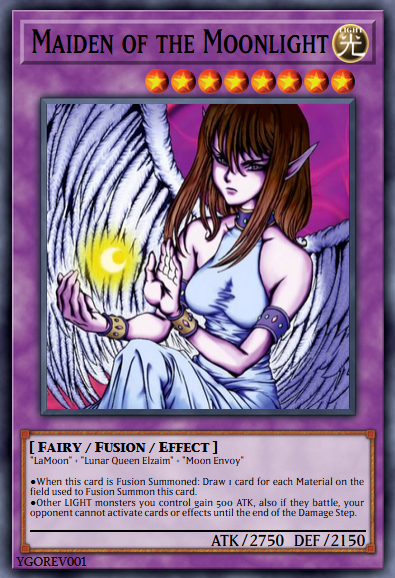 Maiden of the Moonlight
LIGHT
光
[ Fairy / Fusion / Effect ]
"LaMoon" + "Lunar Queen Elzaim" + "Moon Envoy"
●When this card is Fusion Summoned: Draw 1 card for each Material on the
field used to Fusion Summon this card.
●Other LIGHT monsters you control gain 500 ATK, also if they battle, your
opponent cannot activate cards or effects until the end of the Damage Step.
ATK / 2750 DEF / 2150
YGOREV001